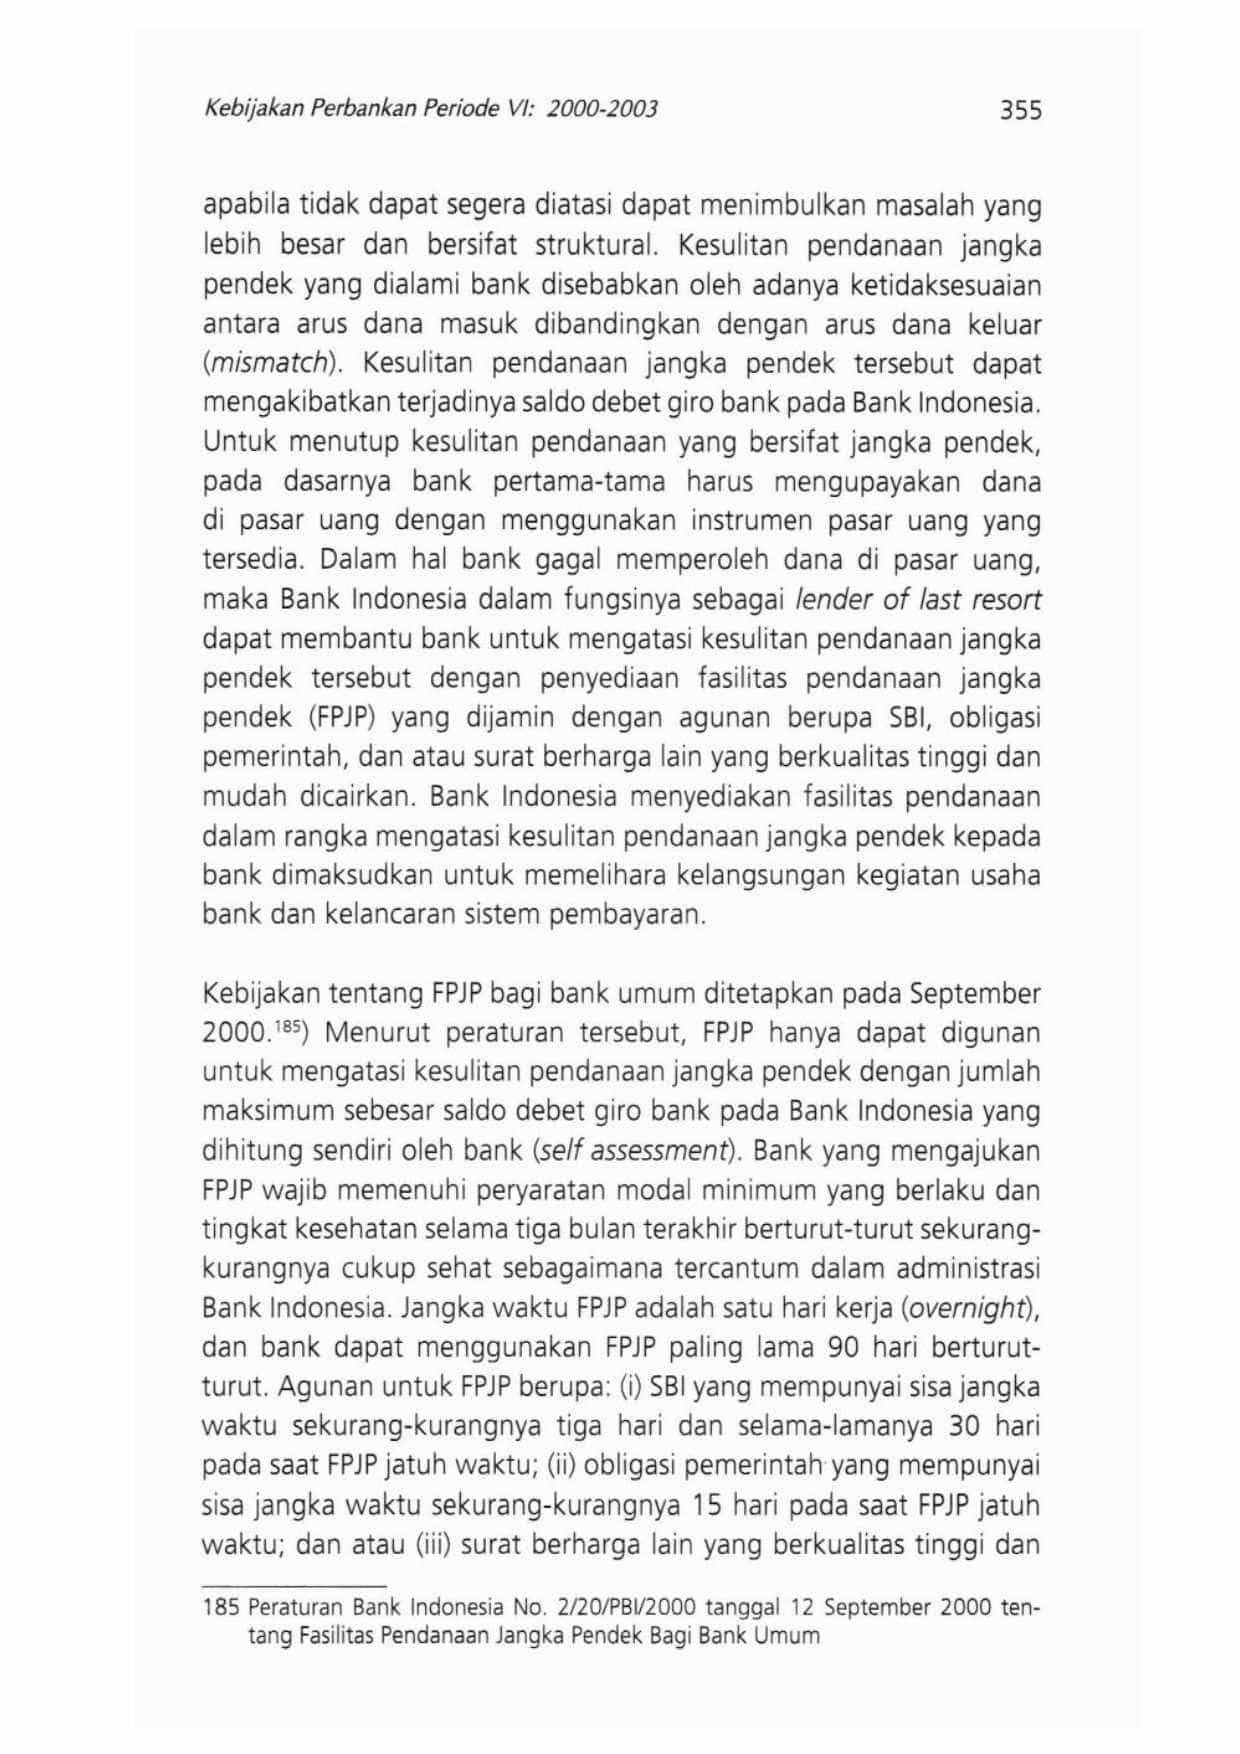 Kebijakan Perbankan Periode VI: 2000-2003 355
apabila tidak dapat segera diatasi dapat menimbulkan masalah yang
lebih besar dan bersifat struktural. Kesulitan pendanaan jangka
pendek yang dialami bank disebabkan oleh adanya ketidaksesuaian
antara arus dana masuk dibandingkan dengan arus dana keluar
(mismatch). Kesulitan pendanaan jangka pendek tersebut dapat
mengakibatkan terjadinya saldo debet giro bank pada Bank Indonesia.
Untuk menutup kesulitan pendanaan yang bersifat jangka pendek,
pada dasarnya bank pertama-tama harus mengupayakan dana
di pasar uang dengan menggunakan instrumen pasar uang yang
tersedia. Dalam hal bank gagal memperoleh dana di pasar uang,
maka Bank Indonesia dalam fungsinya sebagai lender of last resort
dapat membantu bank untuk mengatasi kesulitan pendanaan jangka
pendek tersebut dengan penyediaan fasilitas pendanaan jangka
pendek (FPJP) yang dijamin dengan agunan berupa SBI, obligasi
pemerintah, dan atau surat berharga lain yang berkualitas tinggi dan
mudah dicairkan. Bank Indonesia menyediakan fasilitas pendanaan
dalam rangka mengatasi kesulitan pendanaan jangka pendek kepada
bank dimaksudkan untuk memelihara kelangsungan kegiatan usaha
bank dan kelancaran sistem pembayaran.
Kebijakan tentang FPJP bagi bank umum ditetapkan pada September
2000.185) Menurut peraturan tersebut, FPJP hanya dapat digunan
untuk mengatasi kesulitan pendanaan jangka pendek dengan jumlah
maksimum sebesar saldo debet giro bank pada Bank Indonesia yang
dihitung sendiri oleh bank (self assessment). Bank yang mengajukan
FPJP wajib memenuhi peryaratan modal minimum yang berlaku dan
tingkat kesehatan selama tiga bulan terakhir berturut-turut sekurang-
kurangnya cukup sehat sebagaimana tercantum dalam administrasi
Bank Indonesia. Jangka waktu FPJP adalah satu hari kerja (overnight),
dan bank dapat menggunakan FPJP paling lama 90 hari berturut-
turut. Agunan untuk FPJP berupa: (i) SBI yang mempunyai sisa jangka
waktu sekurang-kurangnya tiga hari dan selama-lamanya 30 hari
pada saat FPJP jatuh waktu; (ii) obligasi pemerintah yang mempunyai
sisa jangka waktu sekurang-kurangnya 15 hari pada saat FPJP jatuh
waktu; dan atau (iii) surat berharga lain yang berkualitas tinggi dan
185 Peraturan Bank Indonesia No. 2/20/PBI/2000 tanggal 12 September 2000 ten-
tang Fasilitas Pendanaan Jangka Pendek Bagi Bank Umum